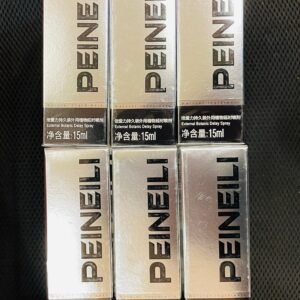 PEINEILI
PEINEILI
PEINEILI
External Botanic Delay Spray
净含量:15ml
External Botanic Delay Spray
净含量:15ml
External Botanic Delay Spray
净含量:15ml
PEINEILI
PEINEILI
PEINEILI